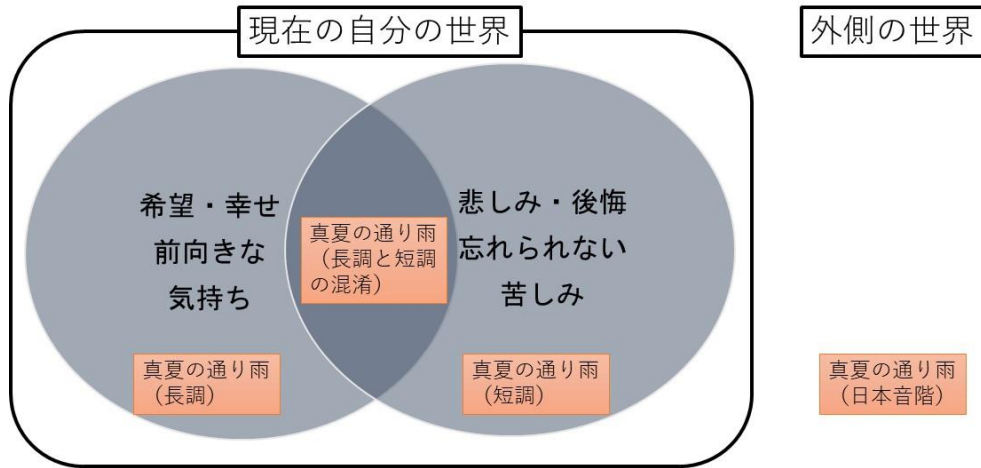 現在の自分の世界
外側の世界
希望・幸せ
前向きな
気持ち
真夏の通り雨
（長調と短調
の混淆）
悲しみ・後悔
忘れられない
苦しみ
真夏の通り雨
（長調）
真夏の通り雨
（短調）
真夏の通り雨
（日本音階）